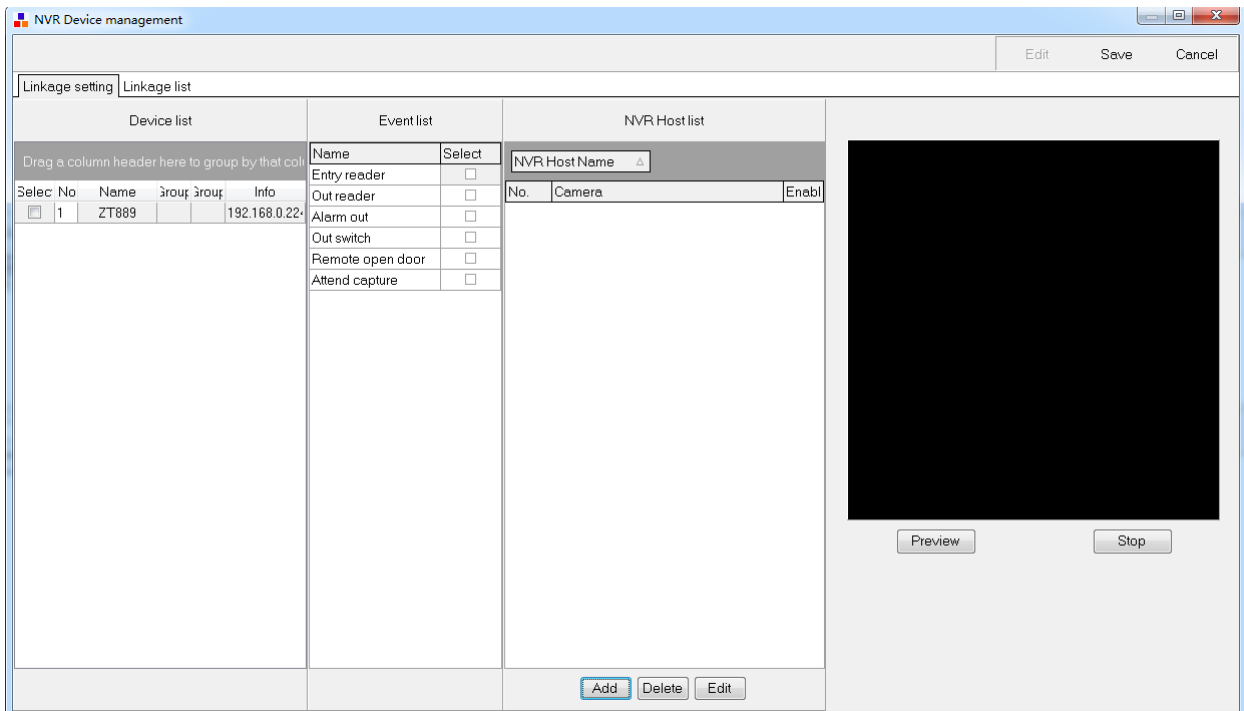 NVR Device management
Edit Save Cancel
Linkage setting Linkage list
Device list Event list NVR Host list
Drag a column header here to group by that col
Name Select
NVR Host Name
Entry reader
Selec No Name Group Group Info
Out reader
No. Camera Enabl
1 ZT889 192.168.0.224
Alarm out
Out switch
Remote open door
Attend capture
Preview Stop
Add Delete Edit